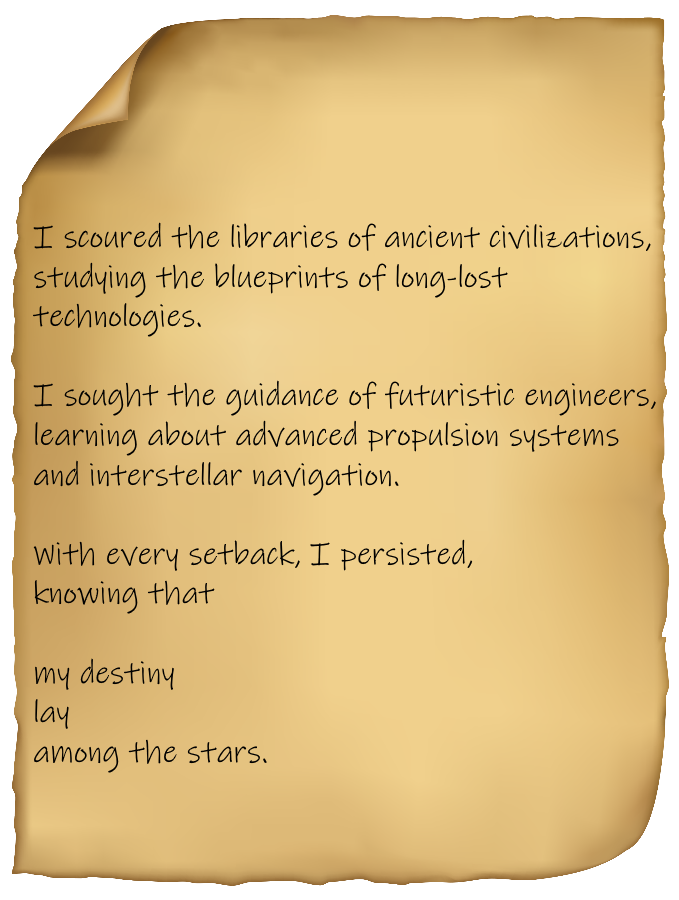 I scoured the libraries of ancient civilizations,
studying the blueprints of long-lost
technologies.
I sought the guidance of futuristic engineers,
learning about advanced propulsion systems
and interstellar navigation.
With every setback, I persisted,
knowing that
my destiny
lay
among the stars.